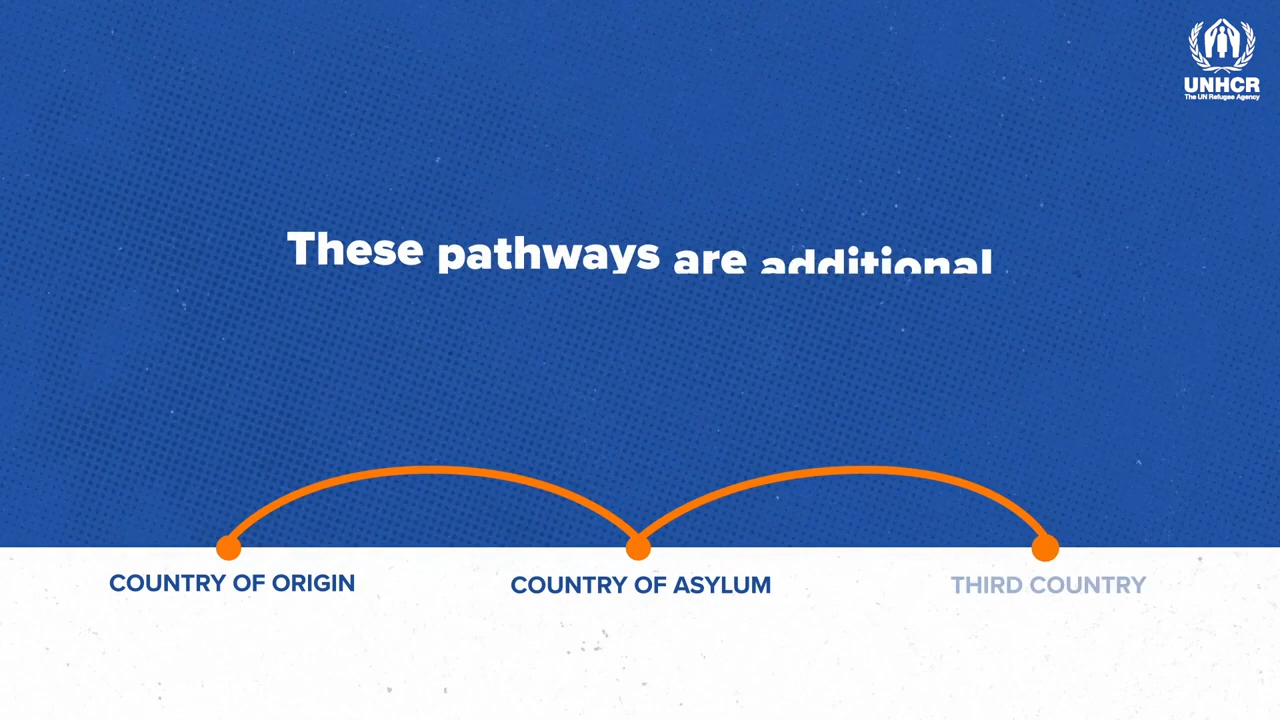 UNHCR
The UN Refugee Agency
These pathways are additional
COUNTRY OF ORIGIN
COUNTRY OF ASYLUM
THIRD COUNTRY